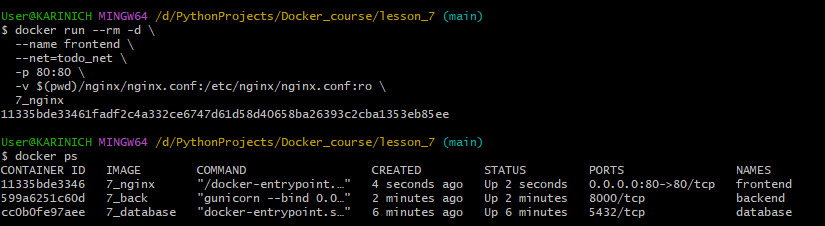 User@KARINICH MINGW64 /d/PythonProjects/Docker_course/lesson_7 (main)
$ docker run --rm -d \
  --name frontend \
  --net=todo_net \
  -p 80:80 \
  -v $(pwd)/nginx/nginx.conf:/etc/nginx/nginx.conf:ro \
  7_nginx
11335bde33461fadf2c4a332ce6747d61d58d40658ba26393c2cba1353eb85ee
User@KARINICH MINGW64 /d/PythonProjects/Docker_course/lesson_7 (main)
$ docker ps
CONTAINER ID   IMAGE        COMMAND                  CREATED         STATUS         PORTS                NAMES
11335bde3346   7_nginx      "/docker-entrypoint.…"   4 seconds ago   Up 2 seconds   0.0.0.0:80->80/tcp   frontend
599a6251c60d   7_back       "gunicorn --bind 0.0…"   2 minutes ago   Up 2 minutes   8000/tcp             backend
cc0b0fe97aee   7_database   "docker-entrypoint.s…"   6 minutes ago   Up 6 minutes   5432/tcp             database